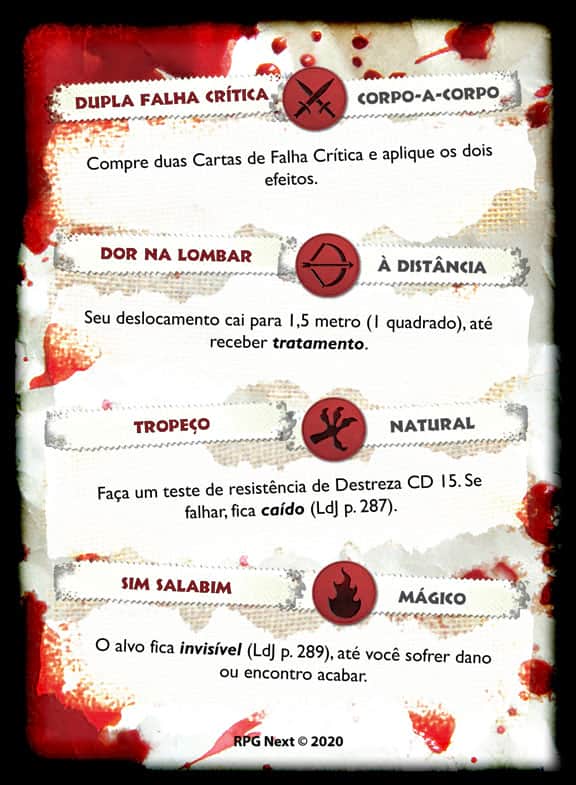 DUPLA FALHA CRÍTICA CORPO-A-CORPO
Compre duas Cartas de Falha Crítica e aplique os dois
efeitos.
DOR NA LOMBAR À DISTÂNCIA
Seu deslocamento cai para 1,5 metro (1 quadrado), até
receber tratamento.
TROPEÇO NATURAL
Faça um teste de resistência de Destreza CD 15. Se
falhar, fica caído (LdJ p. 287).
SIM SALABIM MÁGICO
O alvo fica invisível (LdJ p. 289), até você sofrer dano
ou encontro acabar.
RPG Next © 2020